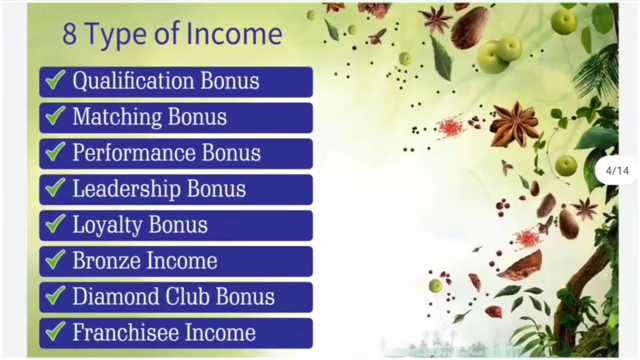 8 Type of Income
Qualification Bonus
Matching Bonus
Performance Bonus
Leadership Bonus
Loyalty Bonus
Bronze Income
Diamond Club Bonus
Franchisee Income
4/14